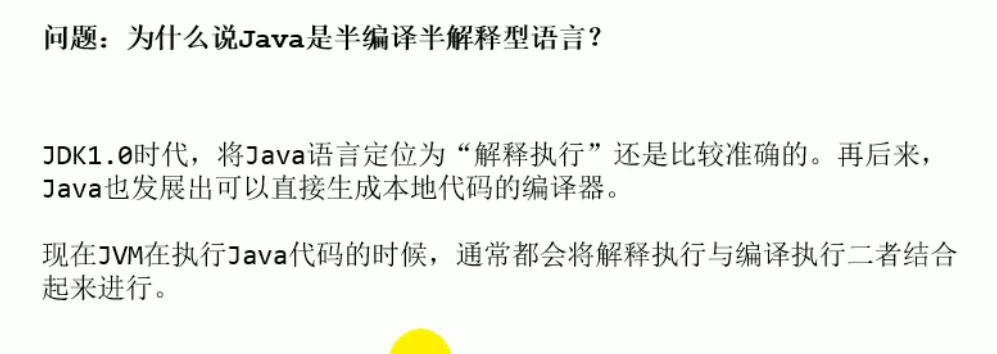 问题：为什么说Java是半编译半解释型语言？
JDK1.0时代，将Java语言定位为“解释执行”还是比较准确的。再后来，
Java也发展出可以直接生成本地代码的编译器。
现在JVM在执行Java代码的时候，通常都会将解释执行与编译执行二者结合
起来进行。